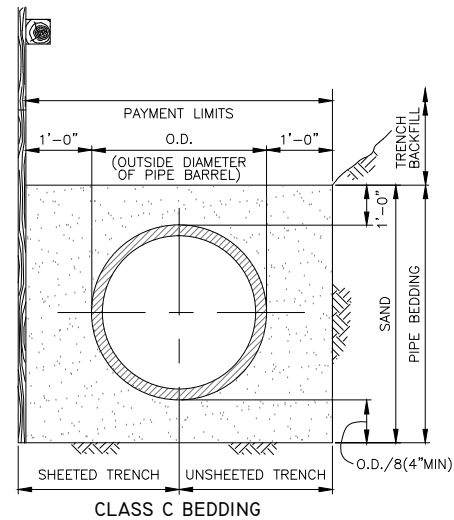 PAYMENT LIMITS
1'-0" O.D. 1'-0"
(OUTSIDE DIAMETER
OF PIPE BARREL)
TRENCH
BACKFILL
1'-0"
SAND
PIPE BEDDING
O.D./8(4"MIN)
SHEETED TRENCH UNSHEETED TRENCH
CLASS C BEDDING